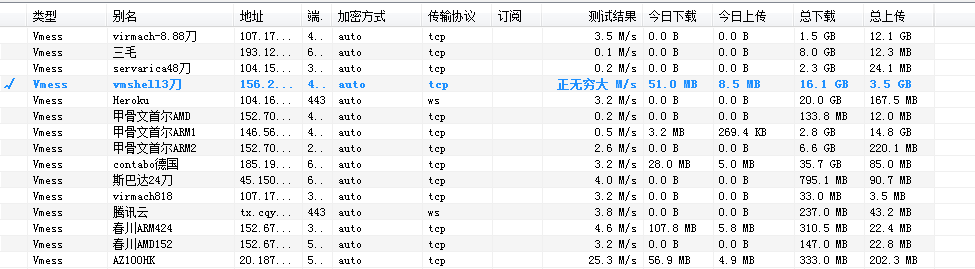 类型 别名 地址 端. 加密方式 传输协议 订阅 测试结果 今日下载 今日上传 总下载 总上传
Vmess virmach-8.88刀 107.17... 4.. auto tcp 3.5 M/s 0.0 B 0.0 B 1.5 GB 12.1 GB
Vmess 三毛 193.12... 6.. auto tcp 0.1 M/s 0.0 B 0.0 B 8.0 GB 12.3 MB
Vmess servarica48刀 104.15... 3.. auto tcp 0.2 M/s 0.0 B 0.0 B 2.3 GB 24.1 MB
✓ Vmess vmshell3刀 156.2... 4.. auto tcp 正无穷大 M/s 51.0 MB 8.5 MB 16.1 GB 3.5 GB
Vmess Heroku 104.16... 443 auto ws 3.2 M/s 0.0 B 0.0 B 20.0 GB 167.5 MB
Vmess 甲骨文首尔AMD 152.70... 4.. auto tcp 0.2 M/s 0.0 B 0.0 B 133.8 MB 12.0 MB
Vmess 甲骨文首尔ARM1 146.56... 4.. auto tcp 0.5 M/s 3.2 MB 269.4 KB 2.8 GB 14.8 GB
Vmess 甲骨文首尔ARM2 152.70... 2.. auto tcp 2.6 M/s 0.0 B 0.0 B 6.6 GB 220.1 MB
Vmess contabo德国 185.19... 6.. auto tcp 3.2 M/s 28.0 MB 5.0 MB 35.7 GB 85.0 MB
Vmess 斯巴达24刀 45.150... 6.. auto tcp 4.0 M/s 0.0 B 0.0 B 795.1 MB 90.7 MB
Vmess virmach818 107.17... 3.. auto tcp 3.2 M/s 0.0 B 0.0 B 33.0 MB 3.5 MB
Vmess 腾讯云 tx.cqy... 443 auto ws 3.8 M/s 0.0 B 0.0 B 237.0 MB 43.2 MB
Vmess 春川ARM424 152.67... 3.. auto tcp 4.6 M/s 107.8 MB 5.8 MB 310.5 MB 22.4 MB
Vmess 春川AMD152 152.67... 5.. auto tcp 3.2 M/s 0.0 B 0.0 B 147.0 MB 22.8 MB
Vmess AZ100HK 20.187... 5.. auto tcp 25.3 M/s 56.9 MB 4.9 MB 333.0 MB 202.3 MB